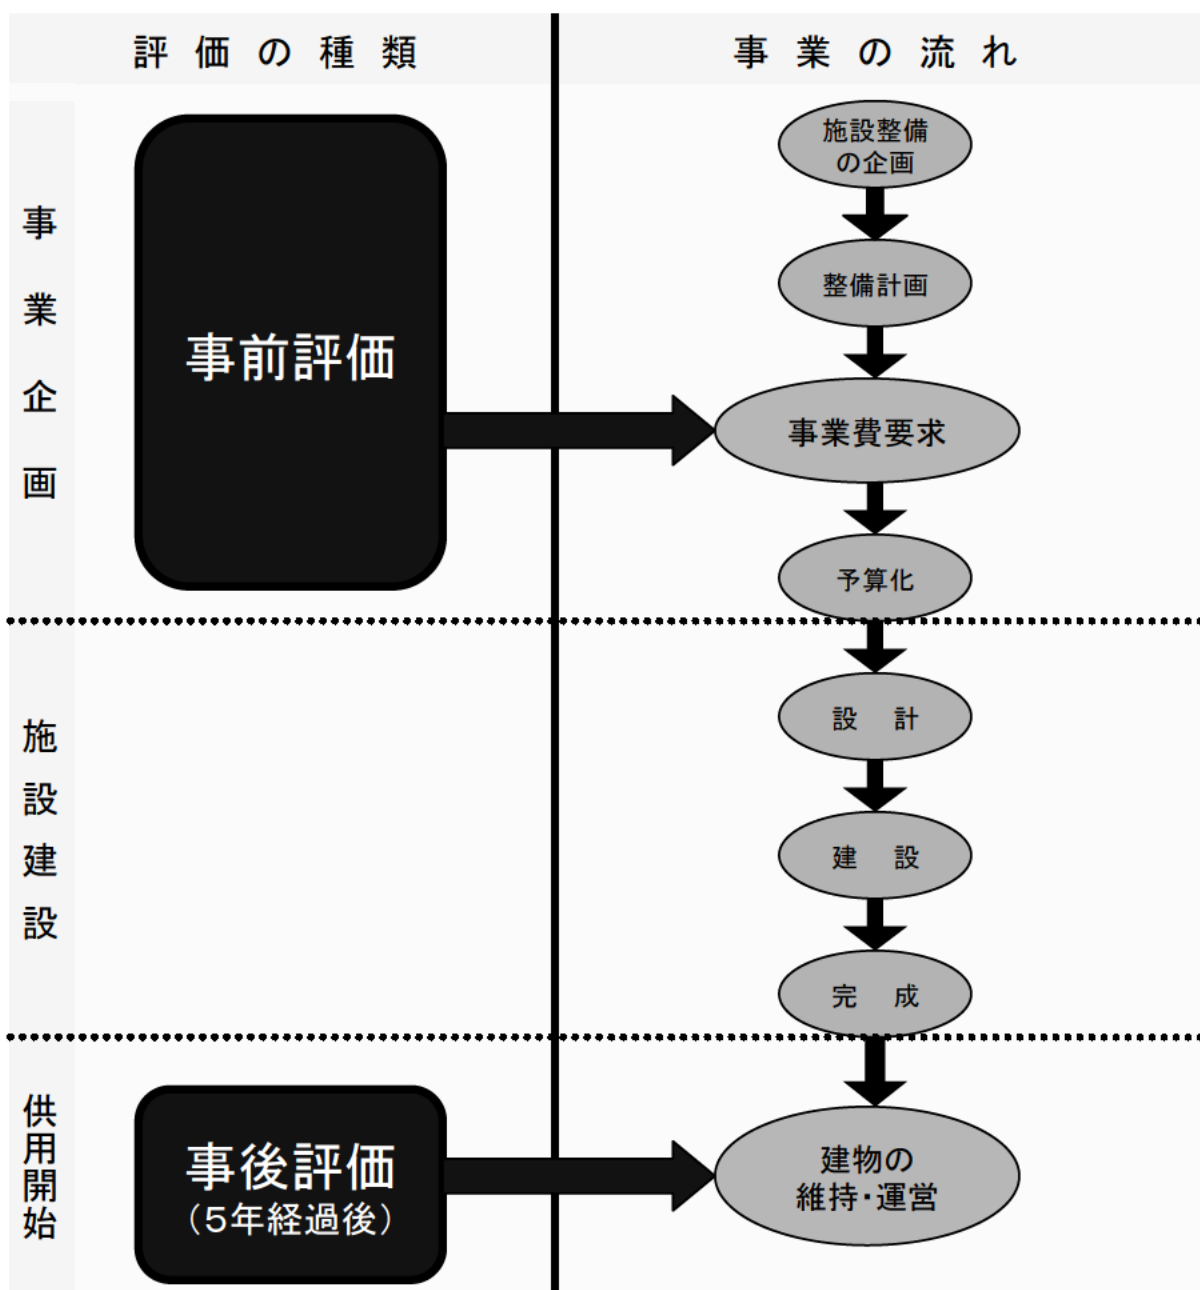 評価の種類
事業の流れ
事業企画
事前評価
施設整備
の企画
整備計画
事業費要求
予算化
施設建設
設　計
建　設
完　成
供用開始
事後評価
（5年経過後）
建物の
維持・運営